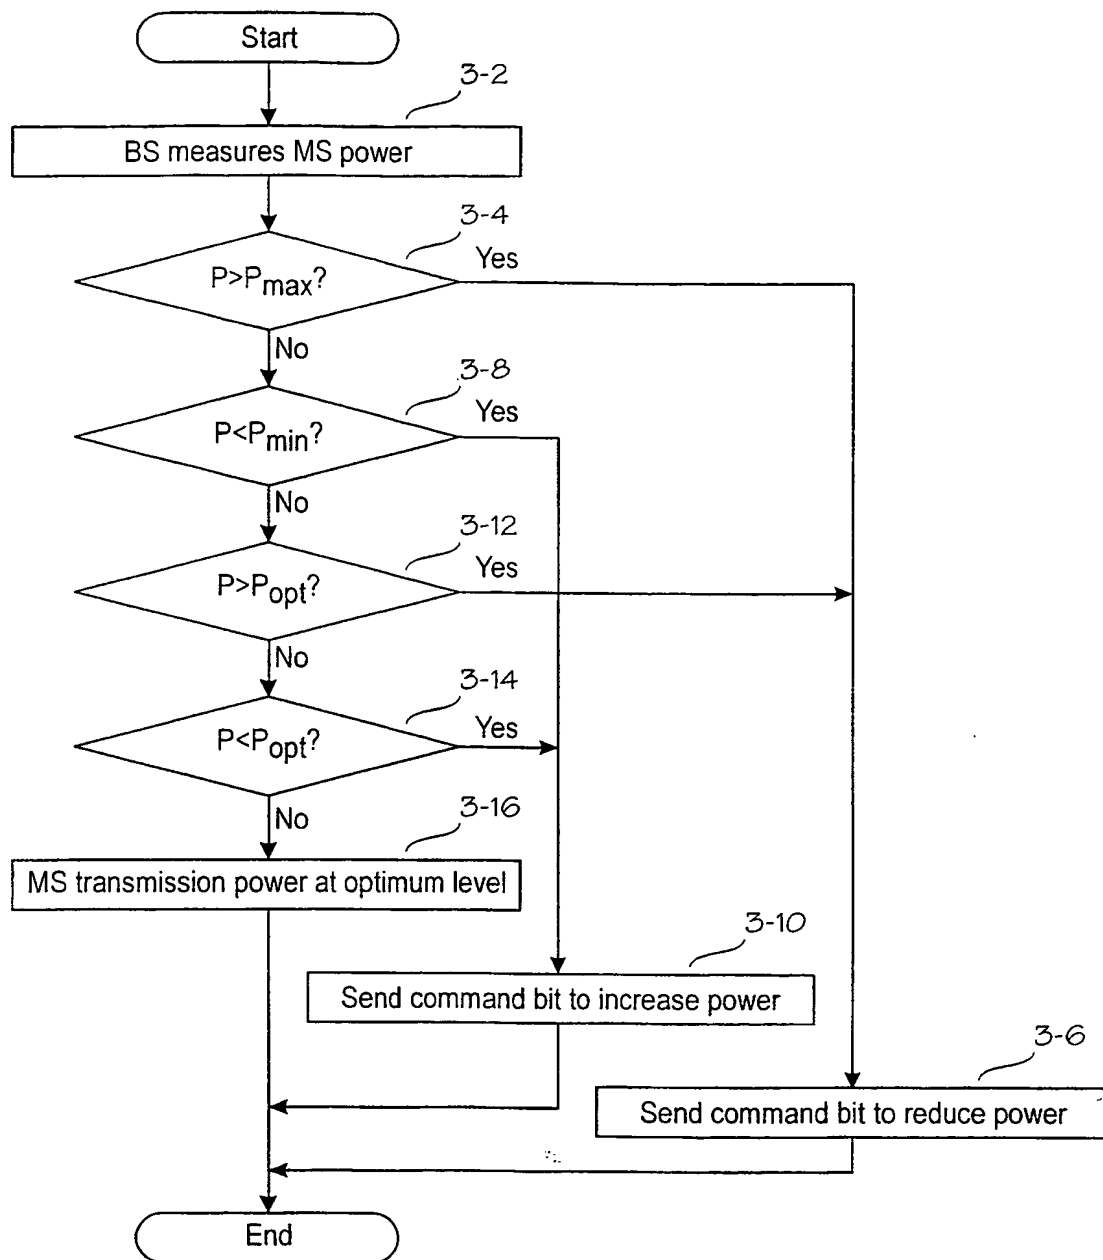 Start
3-2
BS measures MS power
3-4
P>Pmax?
Yes
No
3-8
P<Pmin?
Yes
No
3-12
P>Popt?
Yes
No
3-14
P<Popt?
Yes
No
3-16
MS transmission power at optimum level
3-10
Send command bit to increase power
3-6
Send command bit to reduce power
End